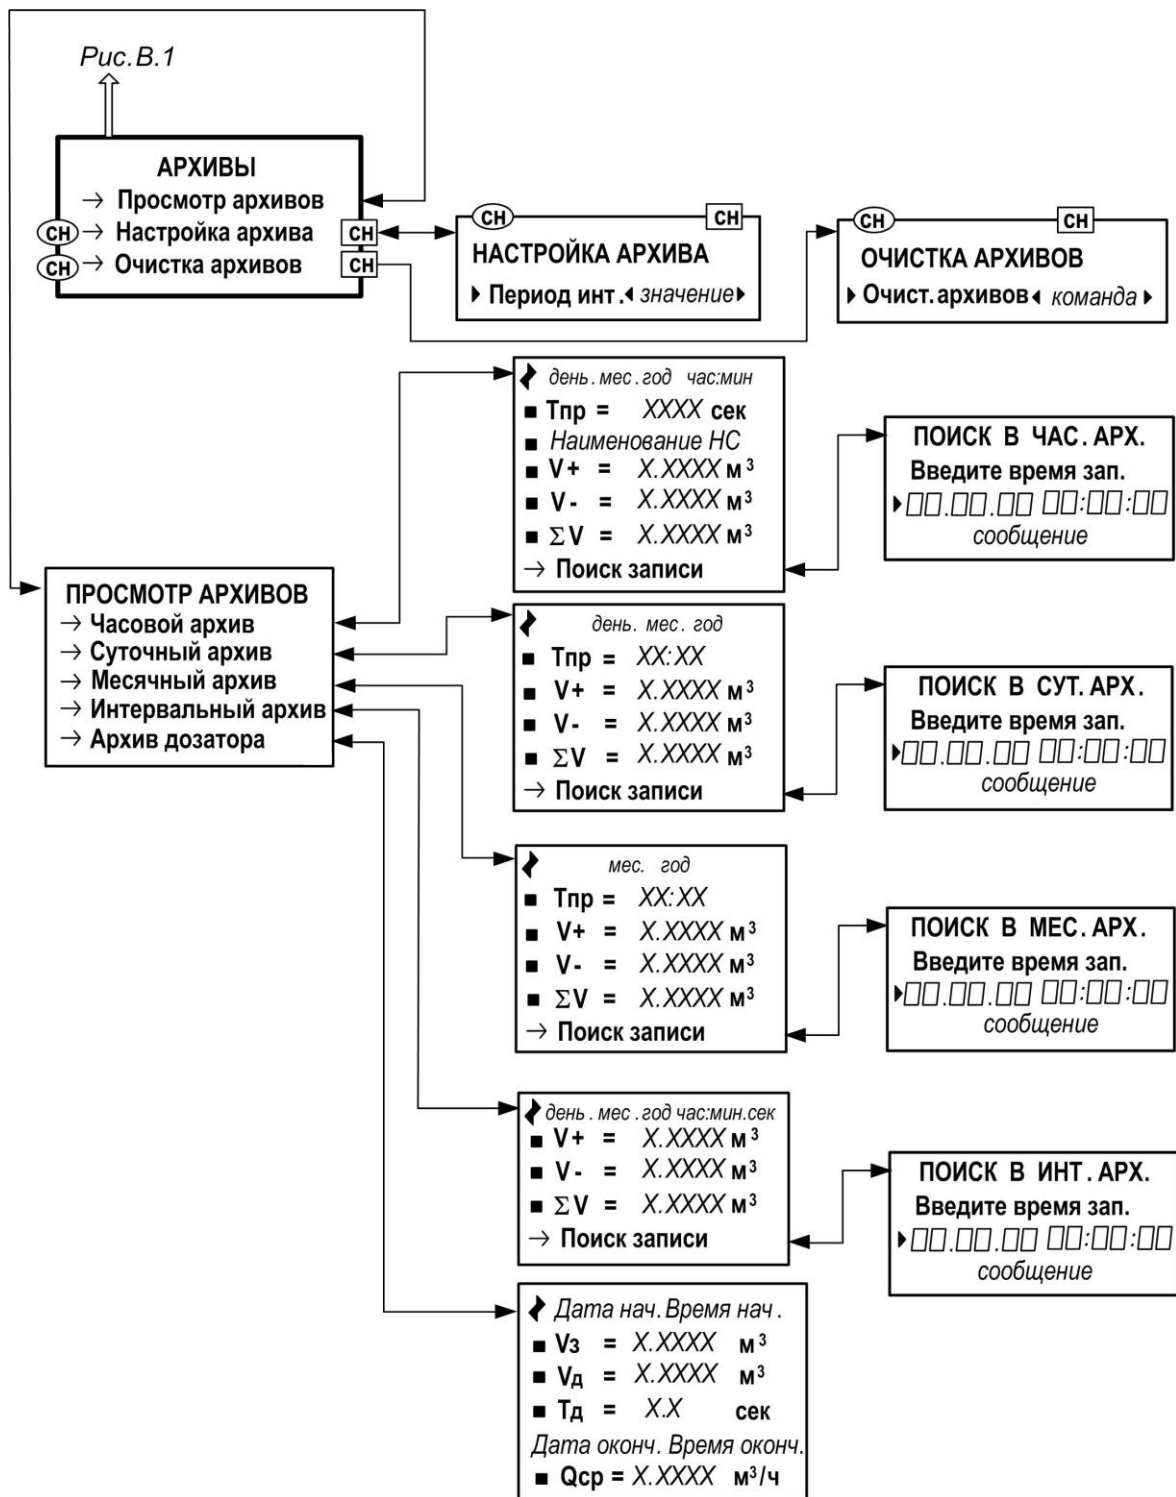 Рис.В.1
АРХИВЫ
→ Просмотр архивов
СН → Настройка архива СН
СН → Очистка архивов СН
СН СН
НАСТРОЙКА АРХИВА
Период инт. значение
СН СН
ОЧИСТКА АРХИВОВ
Очист.архивов команда
день.мес.год час:мин
Тпр = XXXX сек
Наименование НС
V+ = X.XXXX м³
V- = X.XXXX м³
ΣV = X.XXXX м³
→ Поиск записи
ПОИСК В ЧАС. АРХ.
Введите время зап.
□□.□□.□□ □□:□□:□□
сообщение
ПРОСМОТР АРХИВОВ
→ Часовой архив
→ Суточный архив
→ Месячный архив
→ Интервальный архив
→ Архив дозатора
день. мес. год
Тпр = XX:XX
V+ = X.XXXX м³
V- = X.XXXX м³
ΣV = X.XXXX м³
→ Поиск записи
ПОИСК В СУТ. АРХ.
Введите время зап.
□□.□□.□□ □□:□□:□□
сообщение
мес. год
Тпр = XX:XX
V+ = X.XXXX м³
V- = X.XXXX м³
ΣV = X.XXXX м³
→ Поиск записи
ПОИСК В МЕС. АРХ.
Введите время зап.
□□.□□.□□ □□:□□:□□
сообщение
день.мес.год час:мин.сек
V+ = X.XXXX м³
V- = X.XXXX м³
ΣV = X.XXXX м³
→ Поиск записи
ПОИСК В ИНТ. АРХ.
Введите время зап.
□□.□□.□□ □□:□□:□□
сообщение
Дата нач. Время нач.
Vз = X.XXXX м³
Vд = X.XXXX м³
Тд = X.X сек
Дата оконч. Время оконч.
Qср = X.XXXX м³/ч